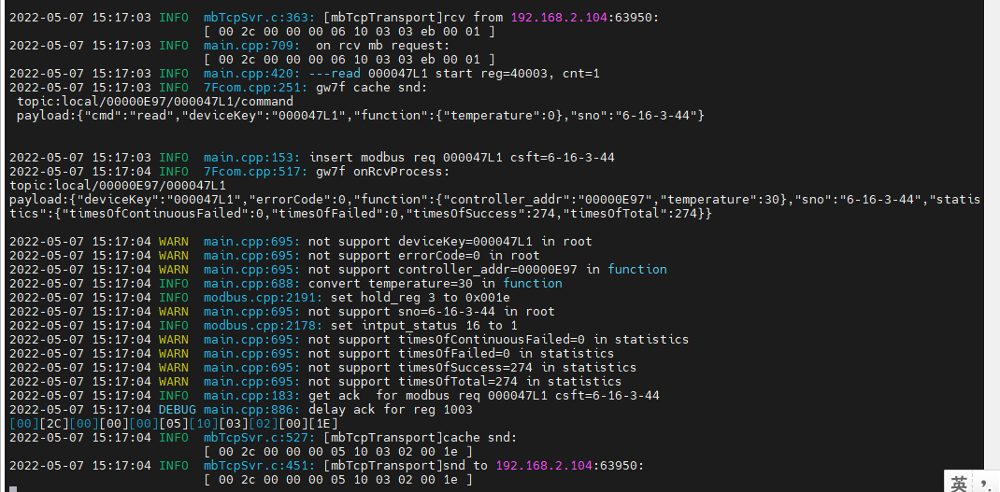 2022-05-07 15:17:03 INFO  mbTcpSvr.c:363: [mbTcpTransport]rcv from 192.168.2.104:63950:
[ 00 2c 00 00 00 06 10 03 03 eb 00 01 ]
2022-05-07 15:17:03 INFO  main.cpp:709:  on rcv mb request:
[ 00 2c 00 00 00 06 10 03 03 eb 00 01 ]
2022-05-07 15:17:03 INFO  main.cpp:420: ---read 000047L1 start reg=40003, cnt=1
2022-05-07 15:17:03 INFO  7Fcom.cpp:251: gw7f cache snd:
topic:local/00000E97/000047L1/command
payload:{"cmd":"read","deviceKey":"000047L1","function":{"temperature":0},"sno":"6-16-3-44"}
2022-05-07 15:17:03 INFO  main.cpp:153: insert modbus req 000047L1 csft=6-16-3-44
2022-05-07 15:17:04 INFO  7Fcom.cpp:517: gw7f onRcvProcess:
topic:local/00000E97/000047L1
payload:{"deviceKey":"000047L1","errorCode":0,"function":{"controller_addr":"00000E97","temperature":30},"sno":"6-16-3-44","statis
tics":{"timesOfContinuousFailed":0,"timesOfFailed":0,"timesOfSuccess":274,"timesOfTotal":274}}
2022-05-07 15:17:04 WARN  main.cpp:695: not support deviceKey=000047L1 in root
2022-05-07 15:17:04 WARN  main.cpp:695: not support errorCode=0 in root
2022-05-07 15:17:04 WARN  main.cpp:695: not support controller_addr=00000E97 in function
2022-05-07 15:17:04 INFO  main.cpp:688: convert temperature=30 in function
2022-05-07 15:17:04 INFO  modbus.cpp:2191: set hold_reg 3 to 0x001e
2022-05-07 15:17:04 WARN  main.cpp:695: not support sno=6-16-3-44 in root
2022-05-07 15:17:04 INFO  modbus.cpp:2178: set intput_status 16 to 1
2022-05-07 15:17:04 WARN  main.cpp:695: not support timesOfContinuousFailed=0 in statistics
2022-05-07 15:17:04 WARN  main.cpp:695: not support timesOfFailed=0 in statistics
2022-05-07 15:17:04 WARN  main.cpp:695: not support timesOfSuccess=274 in statistics
2022-05-07 15:17:04 WARN  main.cpp:695: not support timesOfTotal=274 in statistics
2022-05-07 15:17:04 INFO  main.cpp:183: get ack  for modbus req 000047L1 csft=6-16-3-44
2022-05-07 15:17:04 DEBUG main.cpp:886: delay ack for reg 1003
[00][2C][00][00][00][05][10][03][02][00][1E]
2022-05-07 15:17:04 INFO  mbTcpSvr.c:527: [mbTcpTransport]cache snd:
[ 00 2c 00 00 00 05 10 03 02 00 1e ]
2022-05-07 15:17:04 INFO  mbTcpSvr.c:451: [mbTcpTransport]snd to 192.168.2.104:63950:
[ 00 2c 00 00 00 05 10 03 02 00 1e ]
英